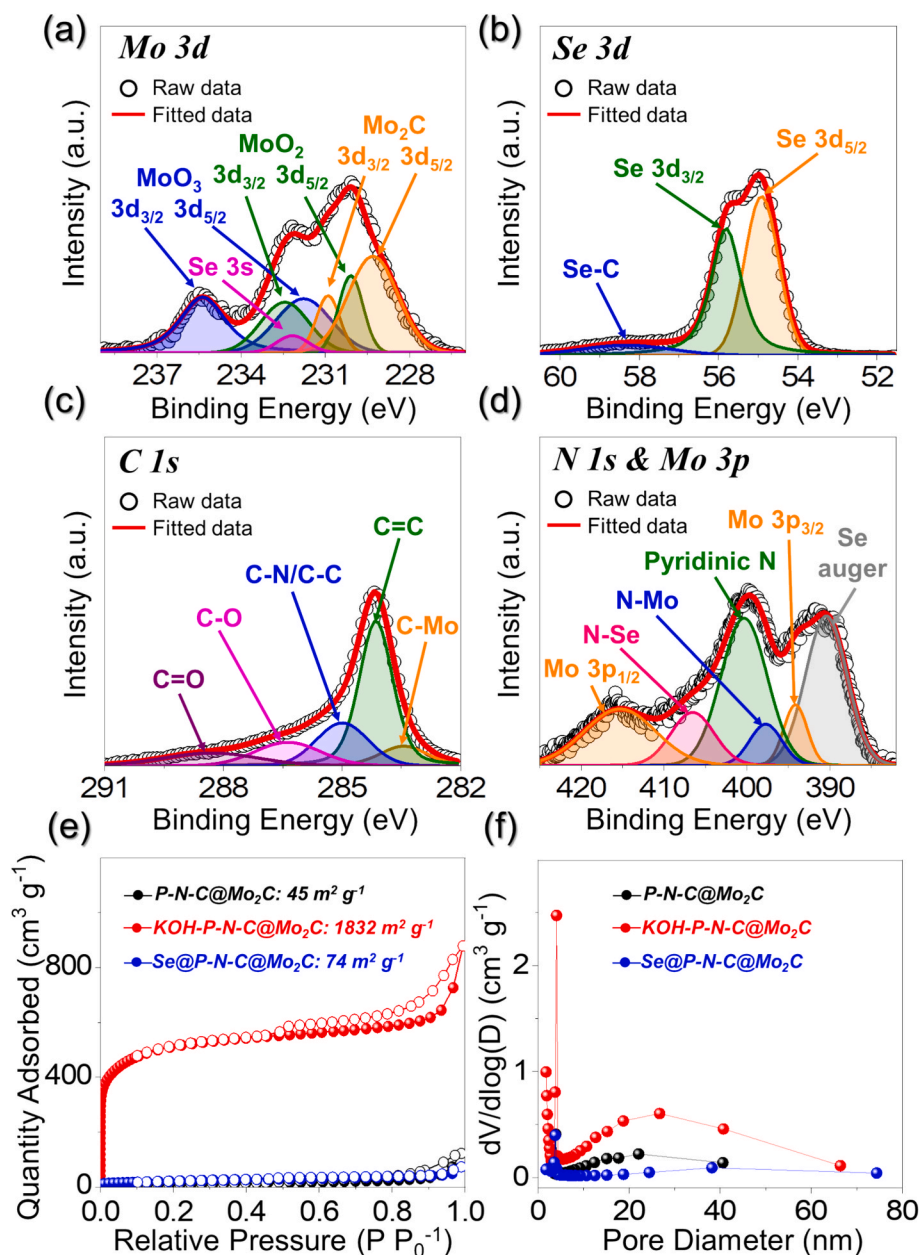 (a)
Mo 3d
Raw data
Fitted data
Mo₂C
MoO₂
3d₃/₂ 3d₅/₂
MoO₃
3d₃/₂ 3d₅/₂
3d₃/₂ 3d₅/₂
Se 3s
Intensity (a.u.)
237 234 231 228
Binding Energy (eV)
(b)
Se 3d
Raw data
Fitted data
Se 3d₅/₂
Se 3d₃/₂
Se-C
Intensity (a.u.)
60 58 56 54 52
Binding Energy (eV)
(c)
C 1s
Raw data
Fitted data
C=C
C-N/C-C
C-O
C-Mo
C=O
Intensity (a.u.)
291 288 285 282
Binding Energy (eV)
(d)
N 1s & Mo 3p
Raw data
Fitted data
Mo 3p₃/₂
Se
auger
Pyridinic N
N-Mo
N-Se
Mo 3p₁/₂
Intensity (a.u.)
420 410 400 390
Binding Energy (eV)
(e)
P-N-C@Mo₂C: 45 m² g⁻¹
KOH-P-N-C@Mo₂C: 1832 m² g⁻¹
Se@P-N-C@Mo₂C: 74 m² g⁻¹
Quantity Adsorbed (cm³ g⁻¹)
800
400
0
0.0 0.2 0.4 0.6 0.8 1.0
Relative Pressure (P P₀⁻¹)
(f)
P-N-C@Mo₂C
KOH-P-N-C@Mo₂C
Se@P-N-C@Mo₂C
dV/dlog(D) (cm³ g⁻¹)
2
1
0
0 20 40 60 80
Pore Diameter (nm)